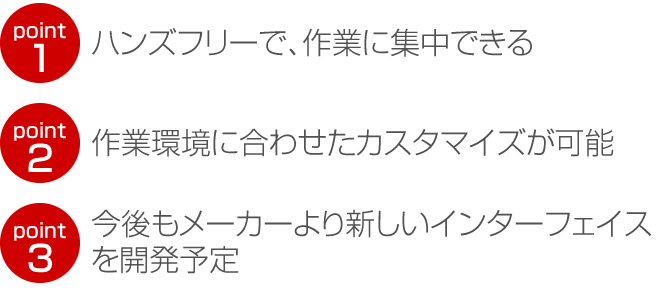 point
1
ハンズフリーで、作業に集中できる
point
2
作業環境に合わせたカスタマイズが可能
point
3
今後もメーカーより新しいインターフェイス
を開発予定